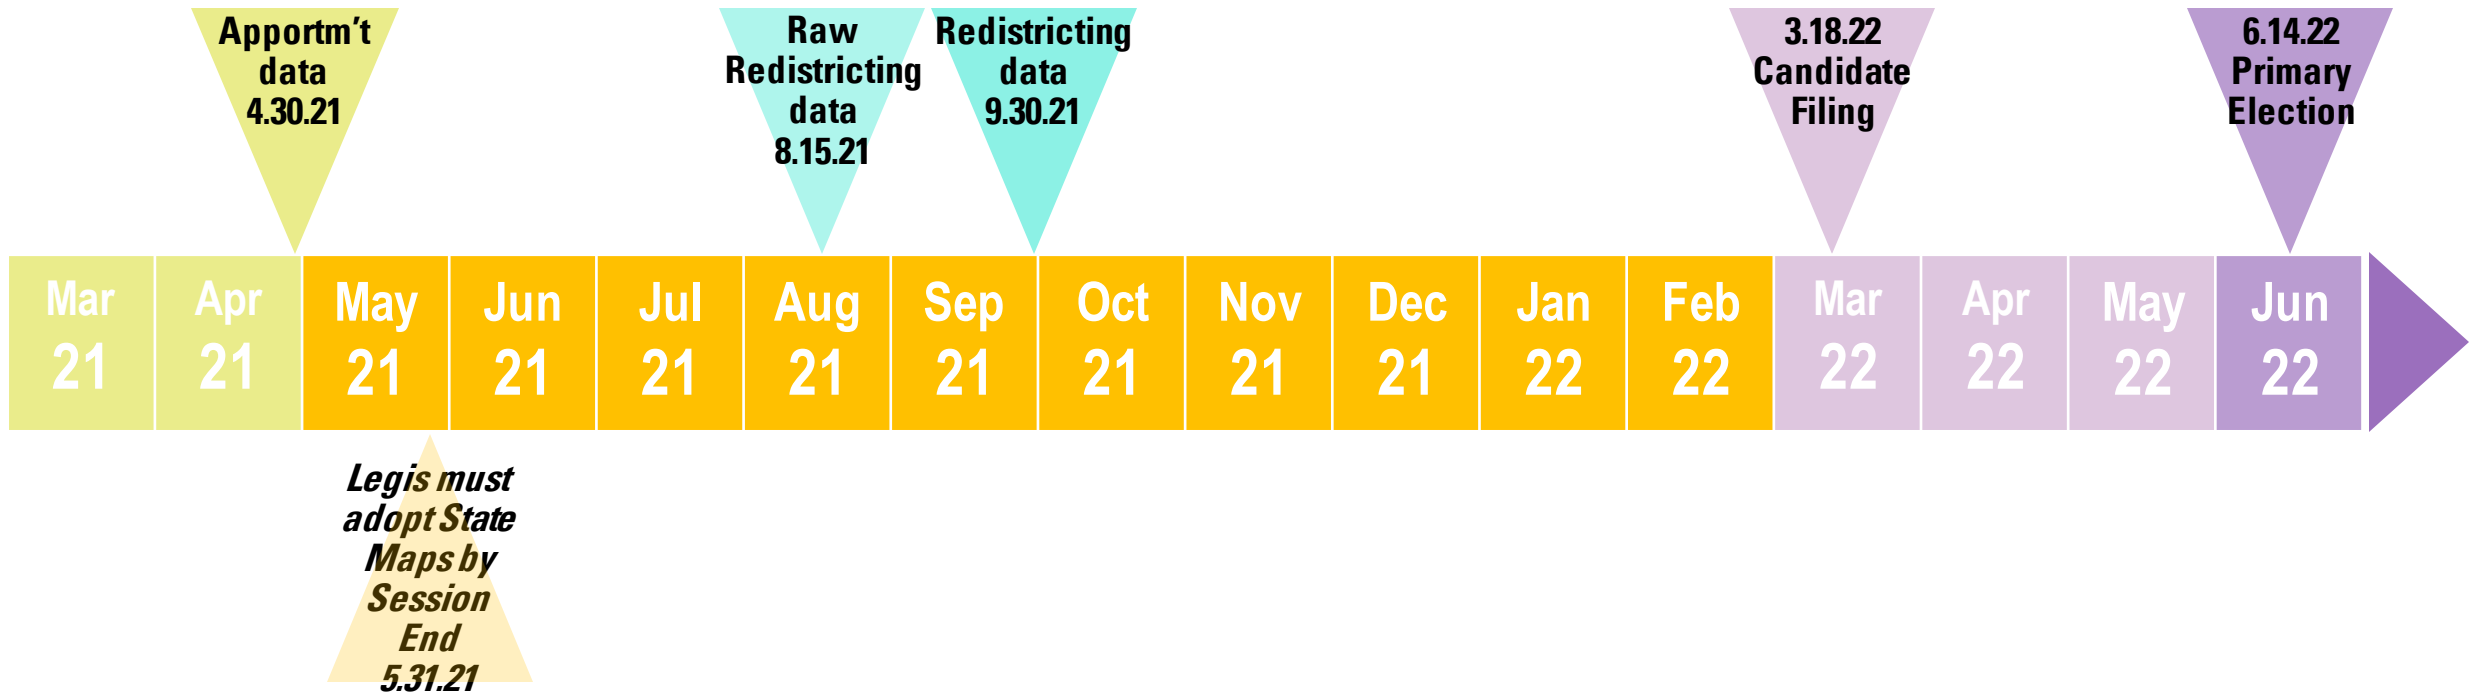 Apportm't
data
4.30.21
Raw
Redistricting
data
8.15.21
Redistricting
data
9.30.21
3.18.22
Candidate
Filing
6.14.22
Primary
Election
Mar
21
Apr
21
May
21
Jun
21
Jul
21
Aug
21
Sep
21
Oct
21
Nov
21
Dec
21
Jan
22
Feb
22
Mar
22
Apr
22
May
22
Jun
22
Legis must
adopt State
Maps by
Session
End
5.31.21